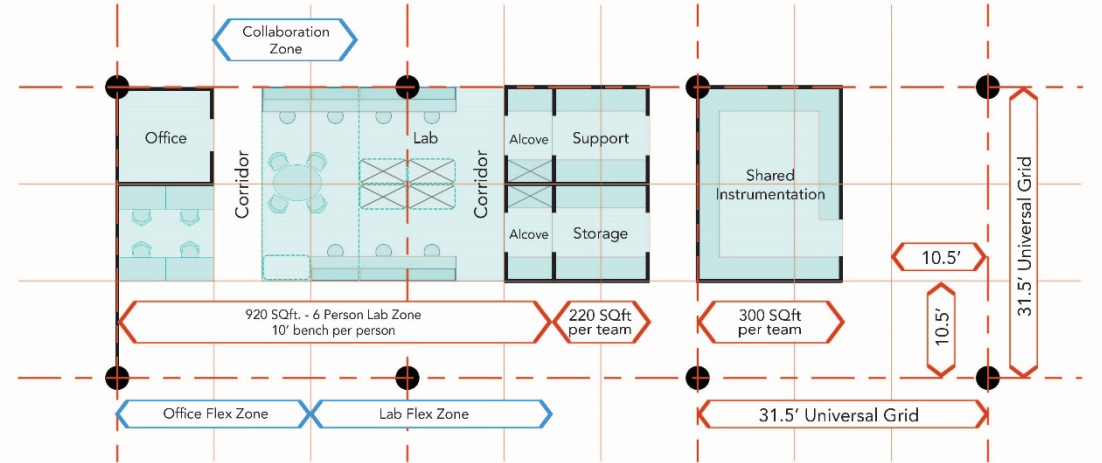 Collaboration
Zone
Office
Corridor
Lab
Corridor
Alcove
Support
Alcove
Storage
Shared
Instrumentation
10.5’
10.5’
31.5’ Universal Grid
920 SQft. - 6 Person Lab Zone
10’ bench per person
220 SQft
per team
300 SQft
per team
Office Flex Zone
Lab Flex Zone
31.5’ Universal Grid